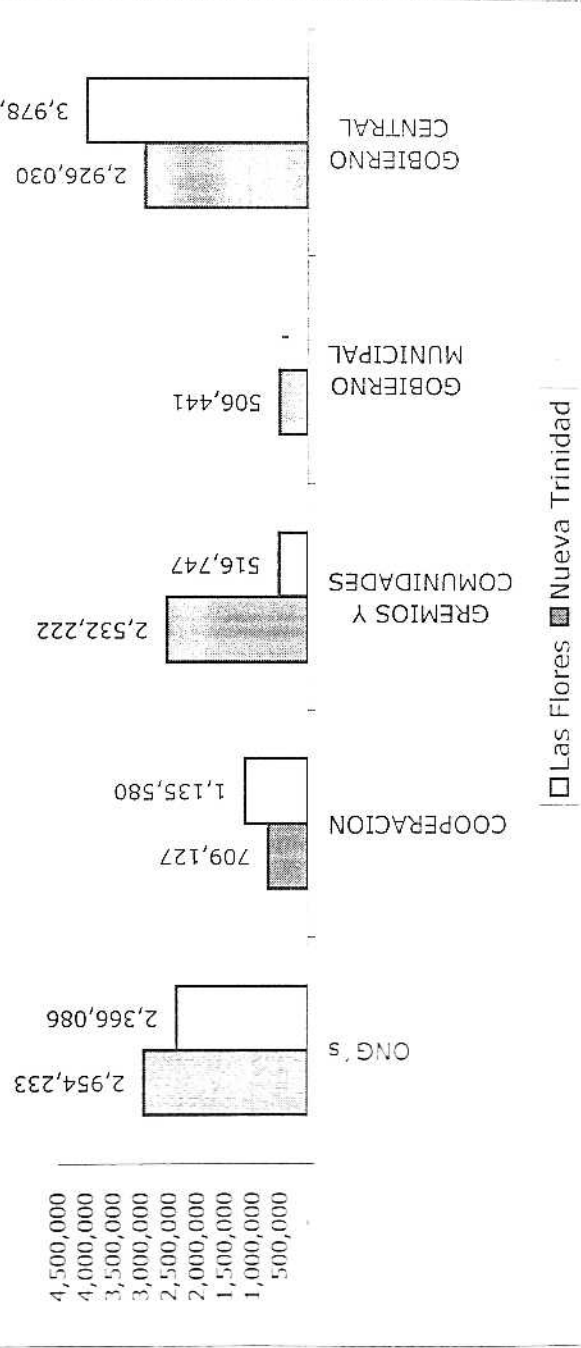 4,500,000
4,000,000
3,500,000
3,000,000
2,500,000
2,000,000
1,500,000
1,000,000
500,000
2,954,233
2,366,086
709,127
1,135,580
2,532,222
516,747
506,441
-
2,926,030
3,978,
ONG's
COOPERACION
GREMIOS Y
COMUNIDADES
GOBIERNO
MUNICIPAL
GOBIERNO
CENTRAL
Las Flores Nueva Trinidad